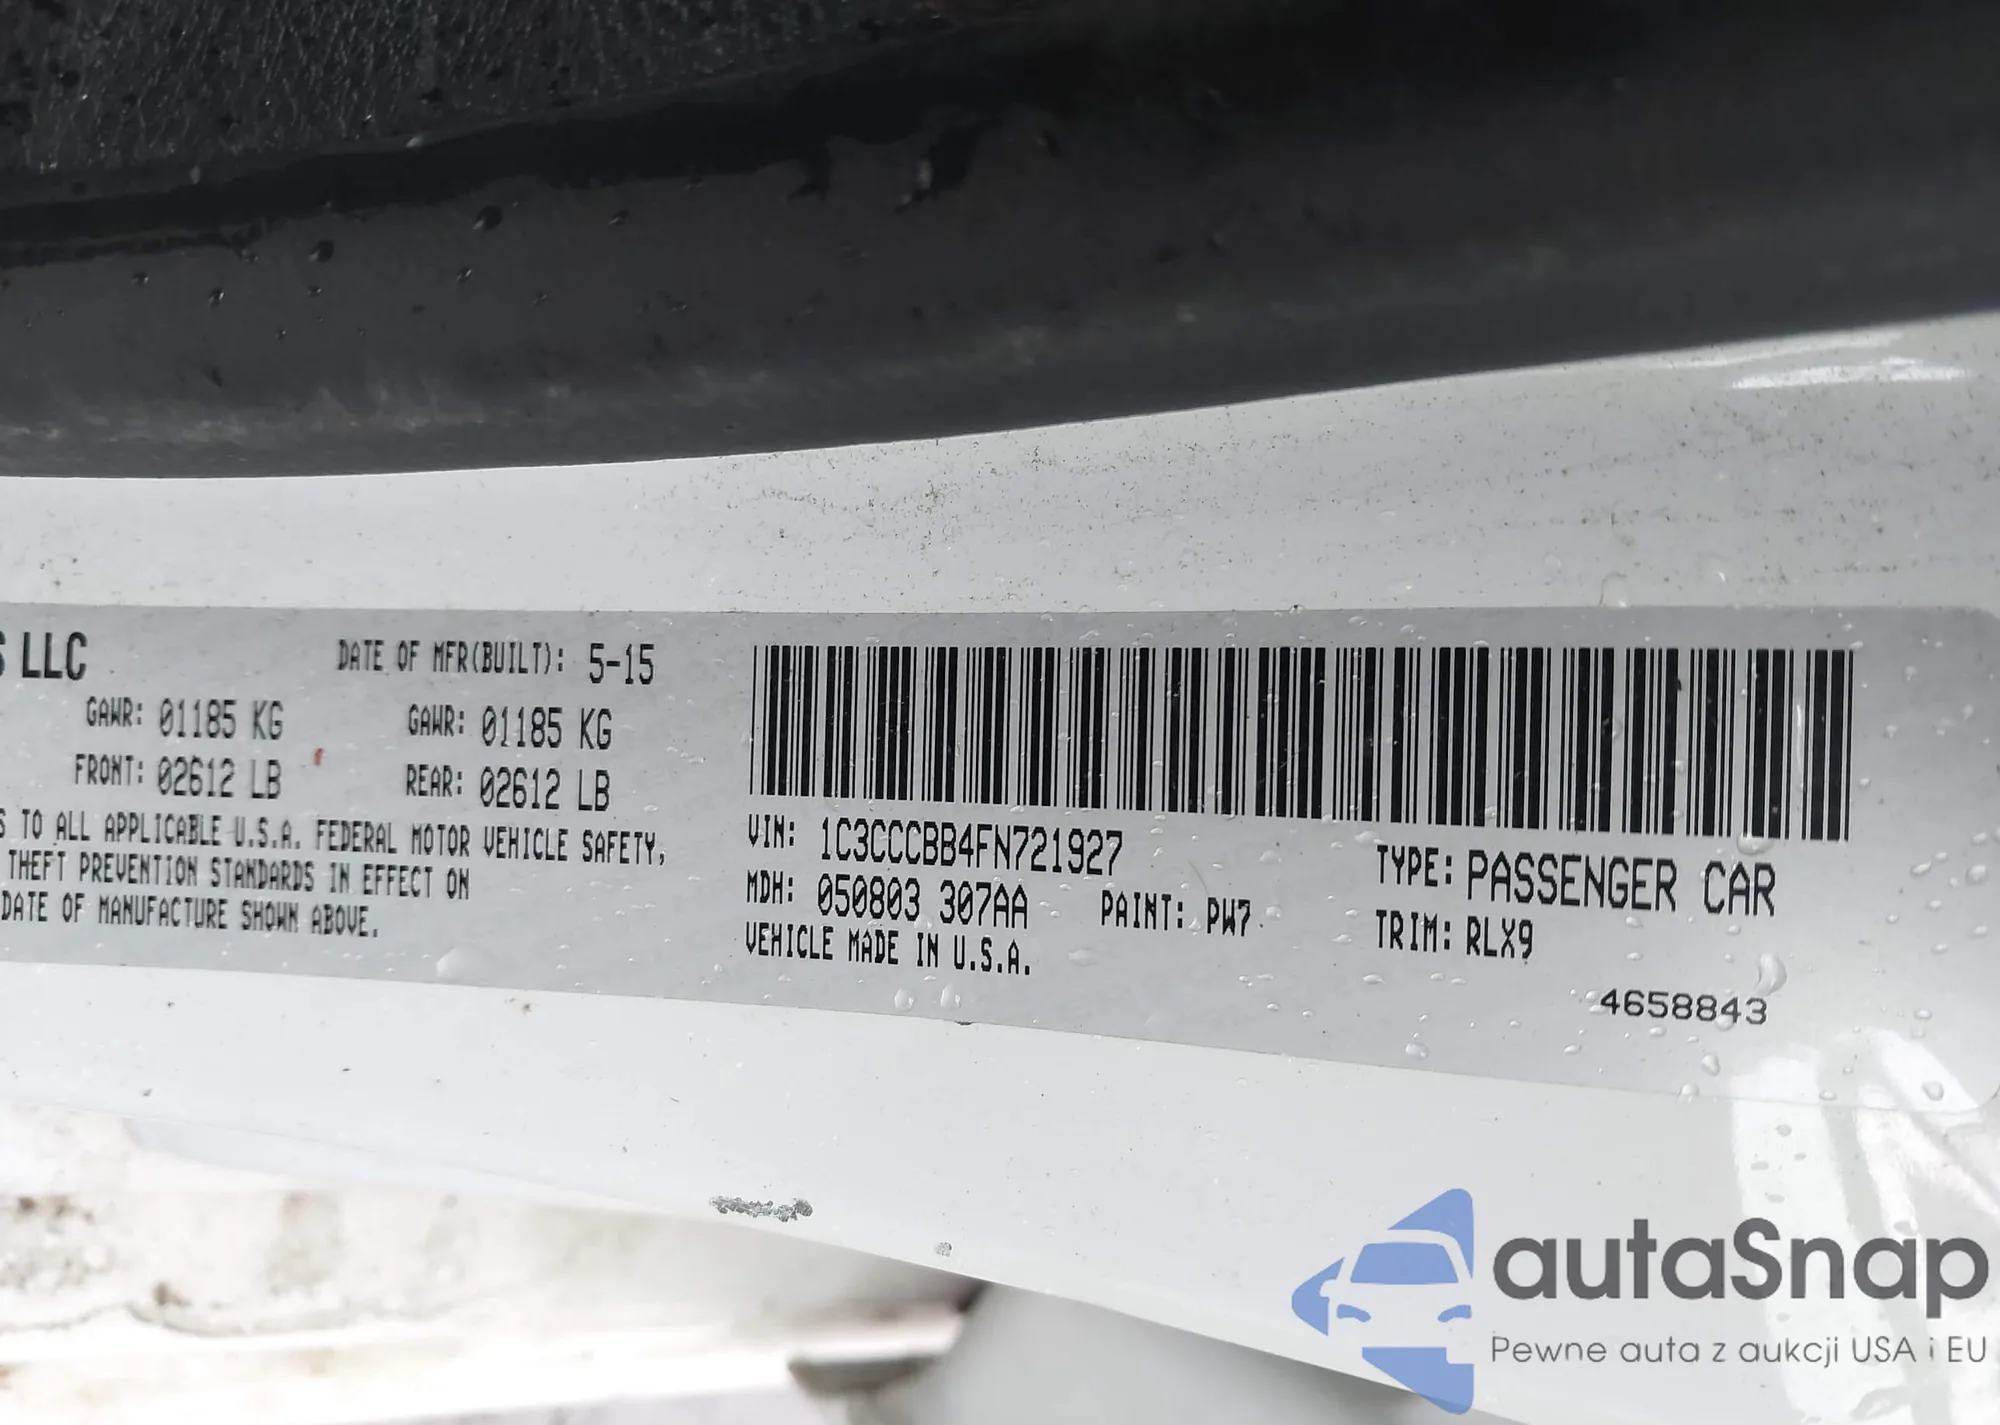 S LLC
DATE OF MFR(BUILT): 5-15
GAWR: 01185 KG
GAWR: 01185 KG
FRONT: 02612 LB
REAR: 02612 LB
S TO ALL APPLICABLE U.S.A. FEDERAL MOTOR VEHICLE SAFETY,
THEFT PREVENTION STANDARDS IN EFFECT ON
DATE OF MANUFACTURE SHOWN ABOVE.
VIN: 1C3CCCBB4FN721927
TYPE: PASSENGER CAR
MDH: 050803 307AA
PAINT: PW7
TRIM: RLX9
VEHICLE MADE IN U.S.A.
4658843
autaSnap
Pewne auta z aukcji USA i EU